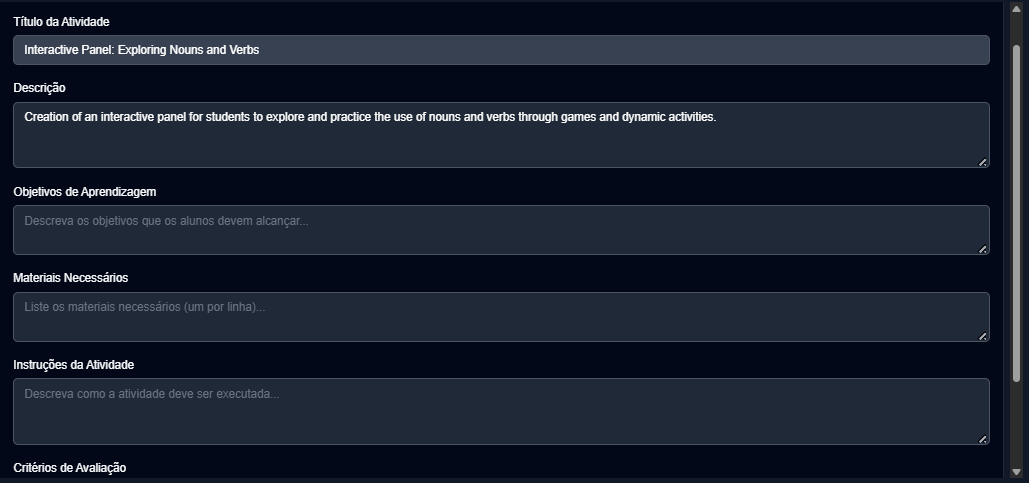 Título da Atividade
Interactive Panel: Exploring Nouns and Verbs
Descrição
Creation of an interactive panel for students to explore and practice the use of nouns and verbs through games and dynamic activities.
Objetivos de Aprendizagem
Descreva os objetivos que os alunos devem alcançar...
Materiais Necessários
Liste os materiais necessários (um por linha)...
Instruções da Atividade
Descreva como a atividade deve ser executada...
Critérios de Avaliação